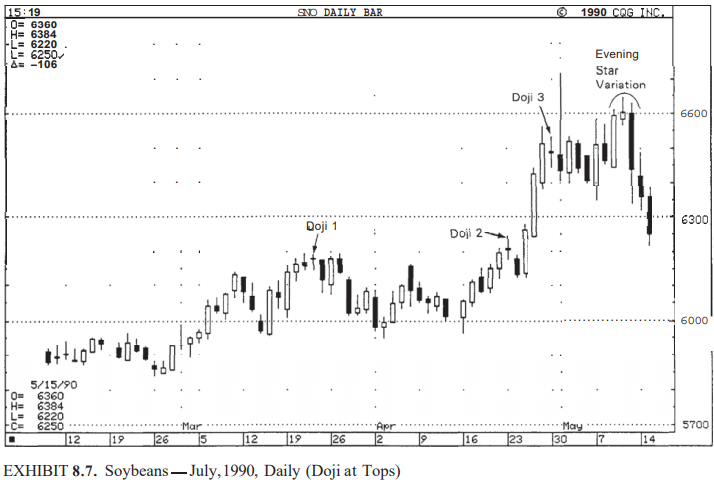 15:19 SNO DAILY BAR © 1990 CQG INC.
O= 6360
H= 6384
L= 6220
L= 6250✓
Δ= -106
Evening
Star
Variation
Doji 3
6600
Doji 1
Doji 2
6300
6000
5/15/90
O= 6360
H= 6384
L= 6220
C= 6250
5700
Mar Apr May
12 19 26 5 12 19 26 2 9 16 23 30 7 14
EXHIBIT 8.7. Soybeans — July, 1990, Daily (Doji at Tops)